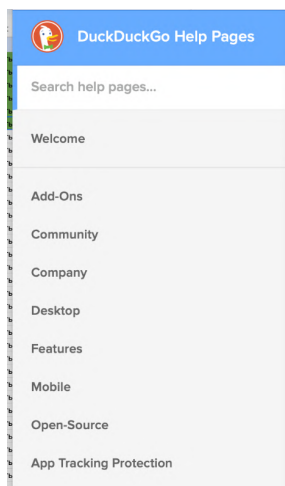 DuckDuckGo Help Pages
Search help pages...
Welcome
Add-Ons
Community
Company
Desktop
Features
Mobile
Open-Source
App Tracking Protection